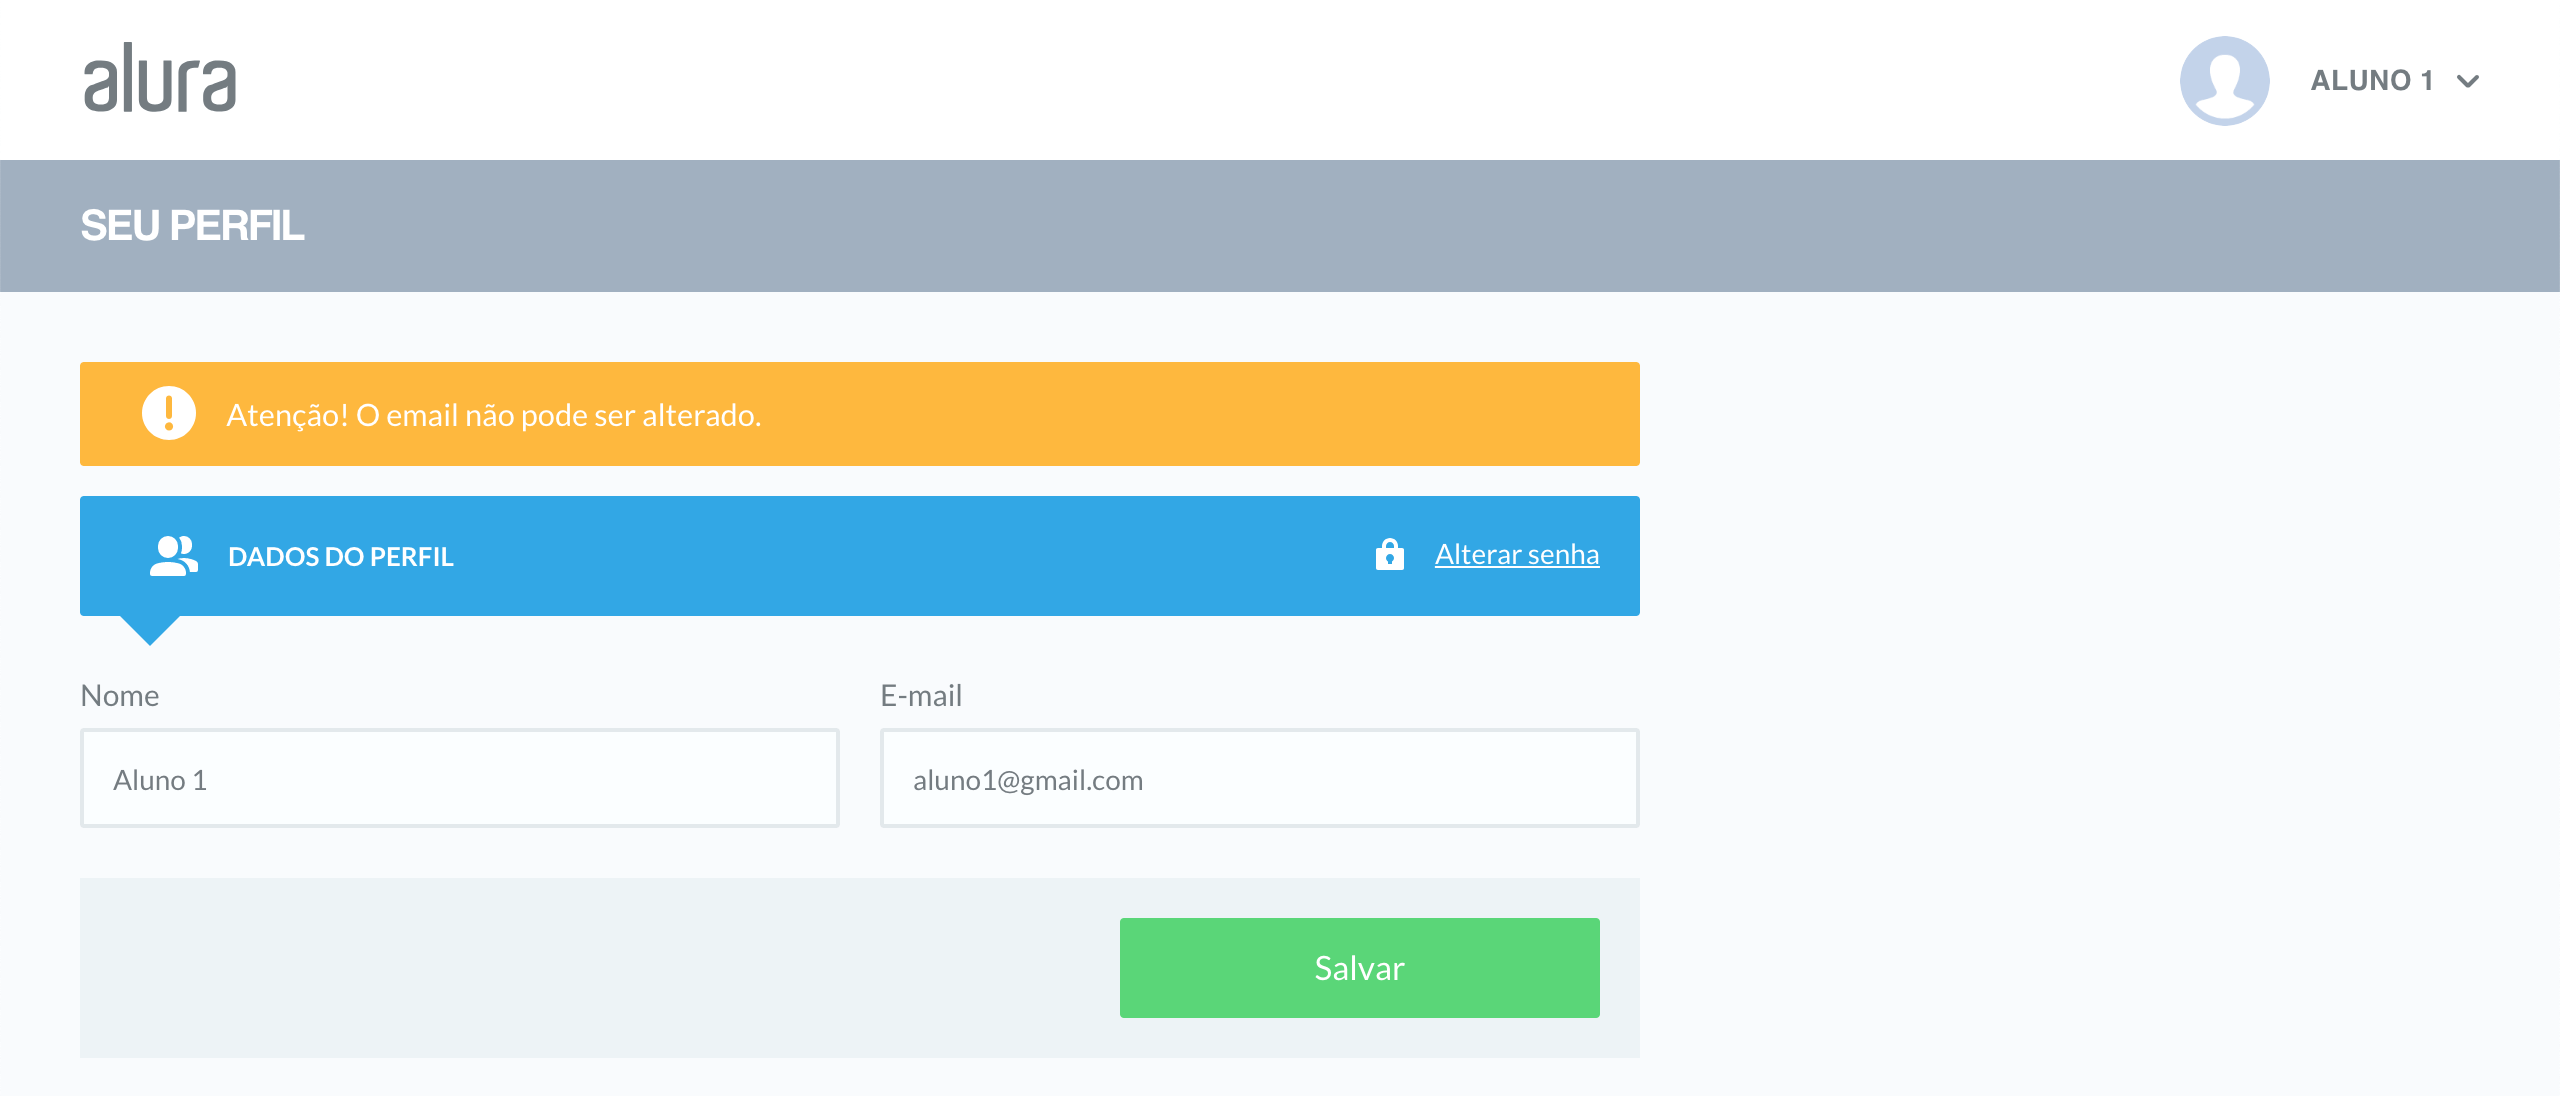 alura
ALUNO 1
SEU PERFIL
Atenção! O email não pode ser alterado.
DADOS DO PERFIL
Alterar senha
Nome
E-mail
Aluno 1
aluno1@gmail.com
Salvar